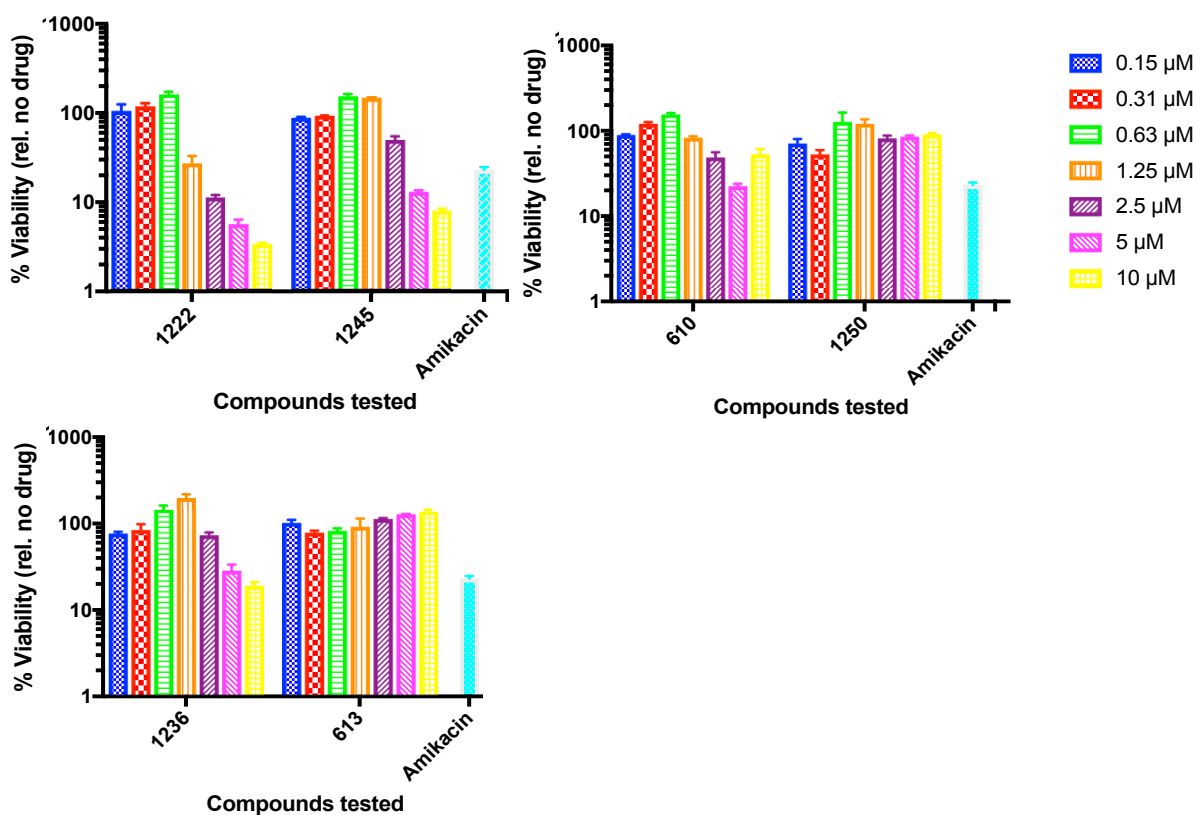 % Viability (rel. no drug)
1000
100
10
1
1222
1245
Amikacin
Compounds tested
% Viability (rel. no drug)
1000
100
10
1
610
1250
Amikacin
Compounds tested
0.15 µM
0.31 µM
0.63 µM
1.25 µM
2.5 µM
5 µM
10 µM
% Viability (rel. no drug)
1000
100
10
1
1236
613
Amikacin
Compounds tested